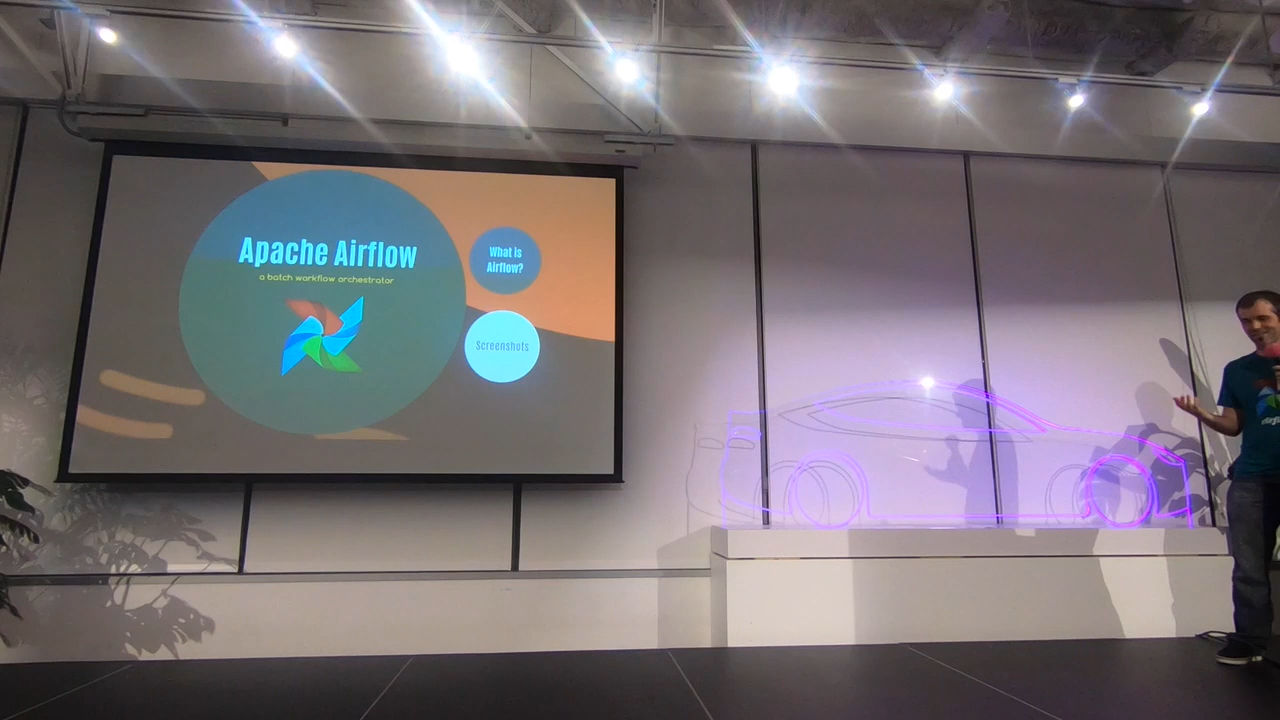 Apache Airflow
a batch workflow orchestrator
What is
Airflow?
Screenshots